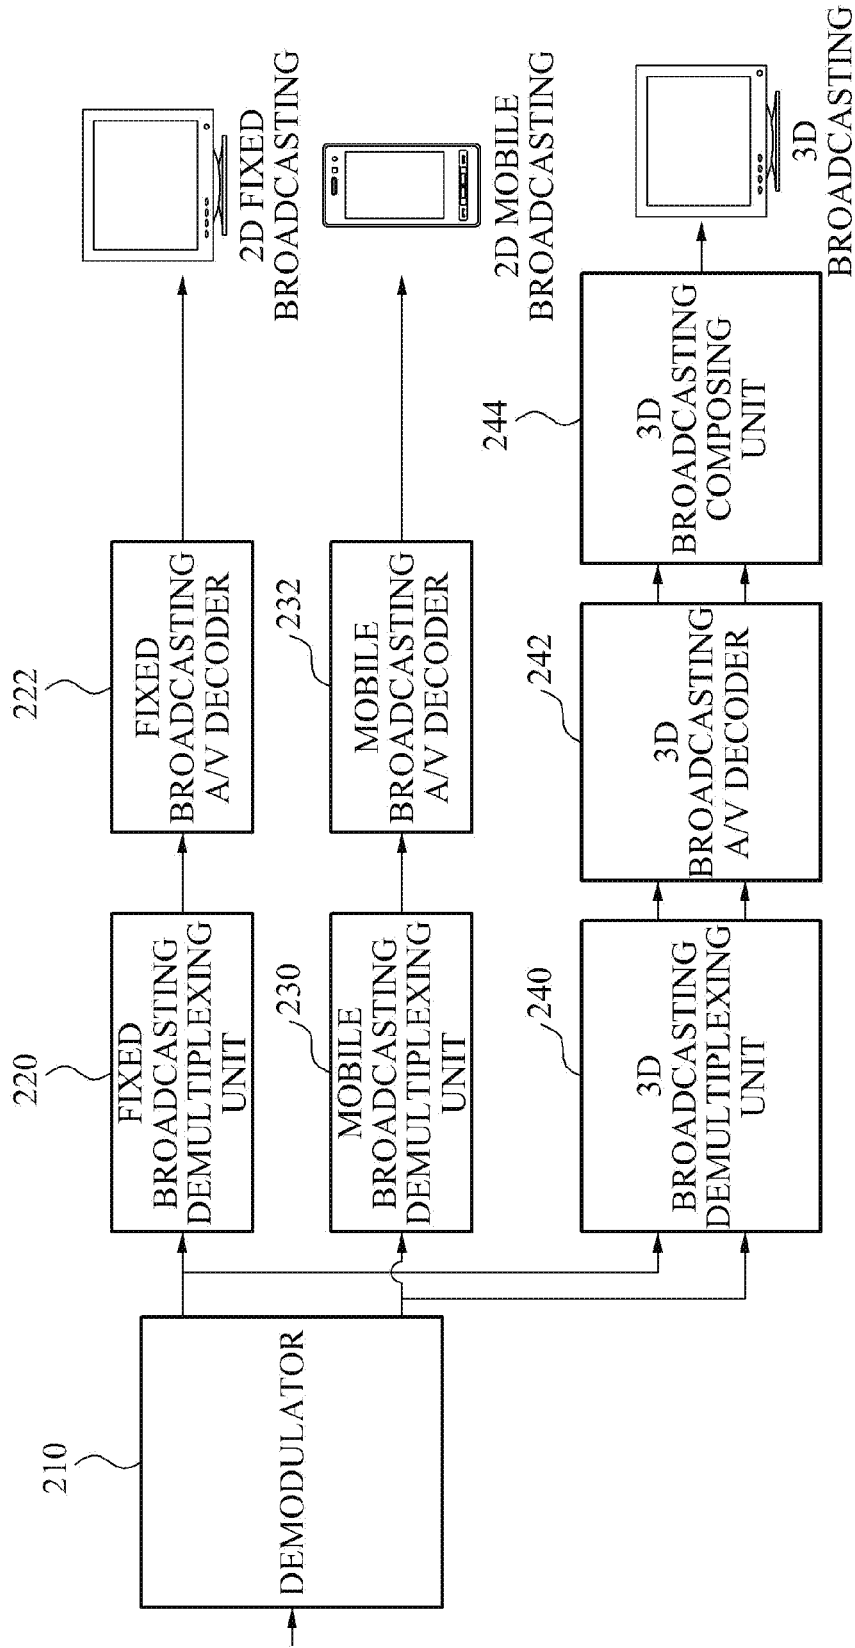 210
DEMODULATOR
220
FIXED
BROADCASTING
DEMULTIPLEXING
UNIT
222
FIXED
BROADCASTING
A/V DECODER
2D FIXED
BROADCASTING
230
MOBILE
BROADCASTING
DEMULTIPLEXING
UNIT
232
MOBILE
BROADCASTING
A/V DECODER
2D MOBILE
BROADCASTING
240
3D
BROADCASTING
DEMULTIPLEXING
UNIT
242
3D
BROADCASTING
A/V DECODER
244
3D
BROADCASTING
COMPOSING
UNIT
3D
BROADCASTING